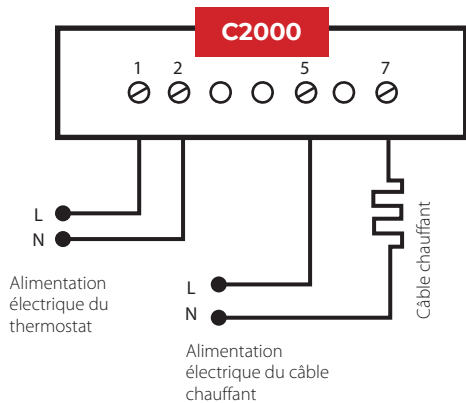 C2000
1 2 5 7
L
N
Alimentation
électrique du
thermostat
L
N
Alimentation
électrique du câble
chauffant
Câble chauffant